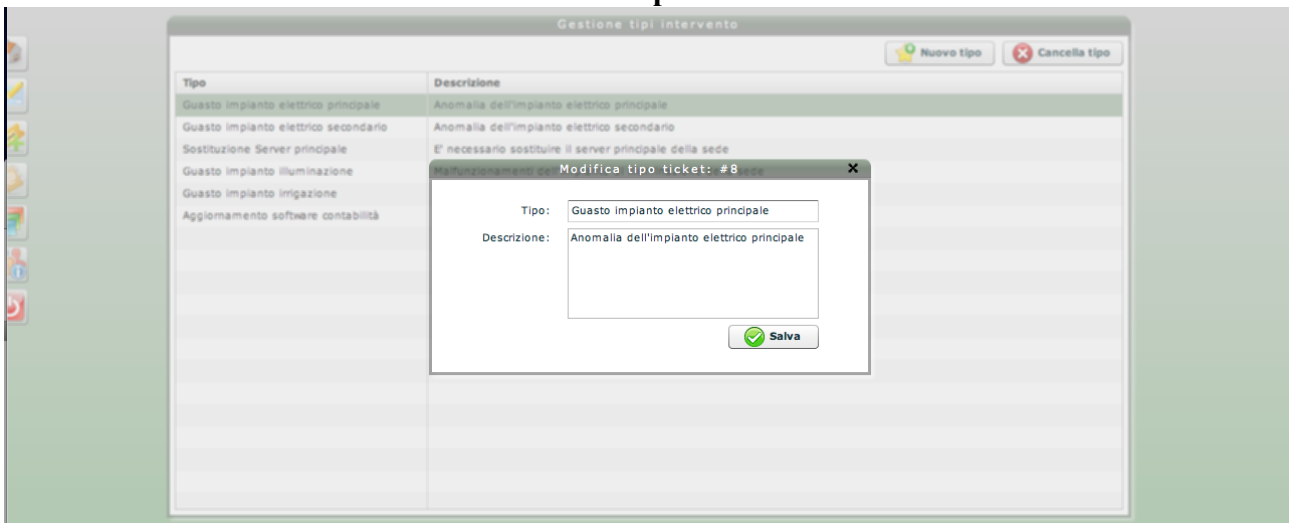 Gestione tipi intervento
Nuovo tipo Cancella tipo
Tipo Descrizione
Guasto impianto elettrico principale Anomalia dell'impianto elettrico principale
Guasto impianto elettrico secondario Anomalia dell'impianto elettrico secondario
Sostituzione Server principale E' necessario sostituire il server principale della sede
Guasto impianto illuminazione Malfunzionamenti dell' sede
Guasto impianto irrigazione
Aggiornamento software contabilità
Modifica tipo ticket: #8 x
Tipo: Guasto impianto elettrico principale
Descrizione: Anomalia dell'impianto elettrico principale
Salva